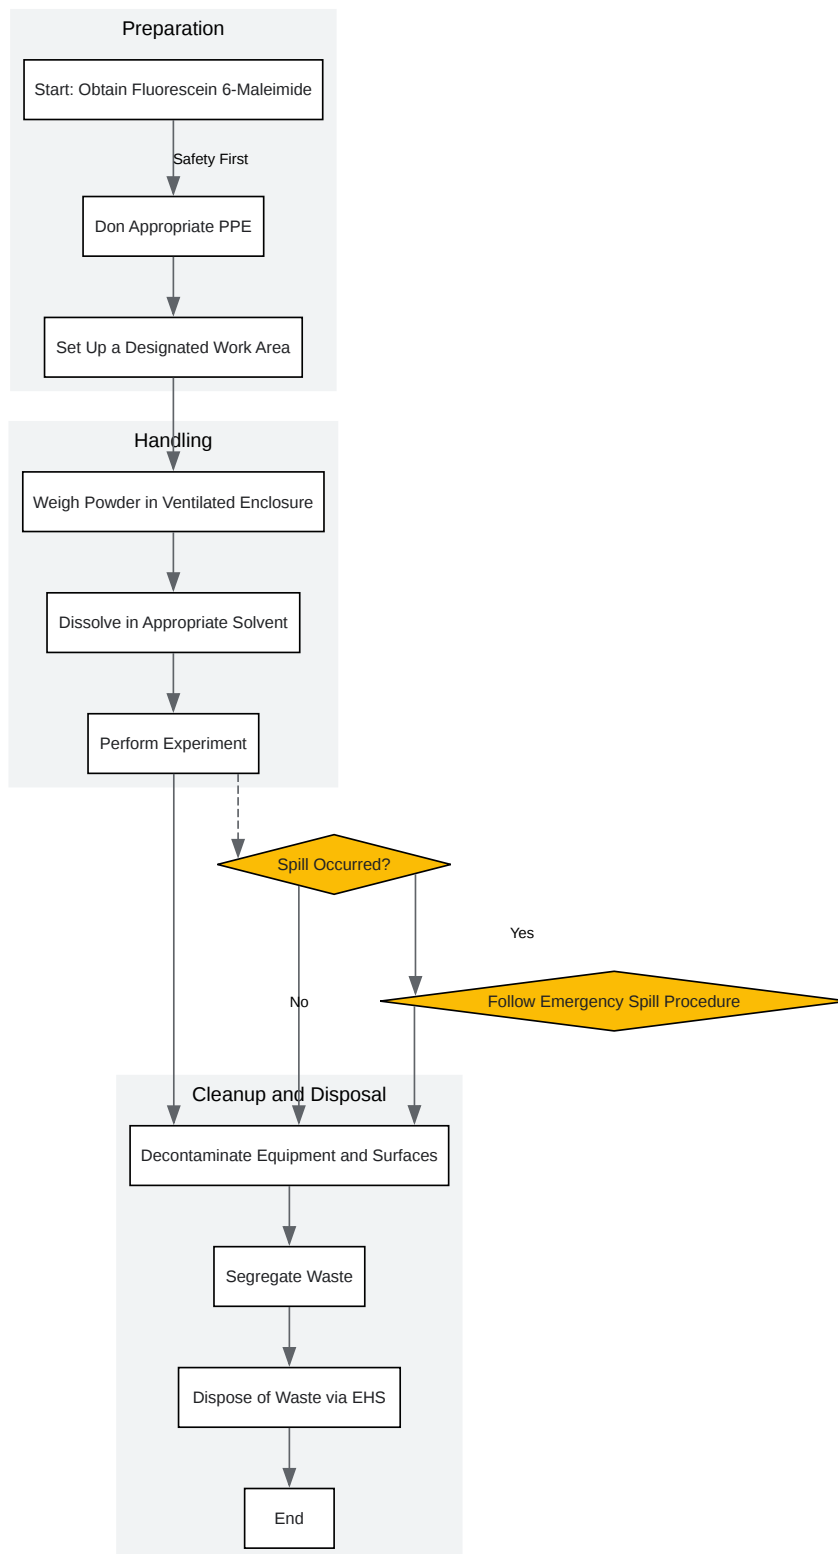 Preparation
Start: Obtain Fluorescein 6-Maleimide
Safety First
Don Appropriate PPE
Set Up a Designated Work Area
Handling
Weigh Powder in Ventilated Enclosure
Dissolve in Appropriate Solvent
Perform Experiment
Spill Occurred?
Yes
No
Follow Emergency Spill Procedure
Cleanup and Disposal
Decontaminate Equipment and Surfaces
Segregate Waste
Dispose of Waste via EHS
End